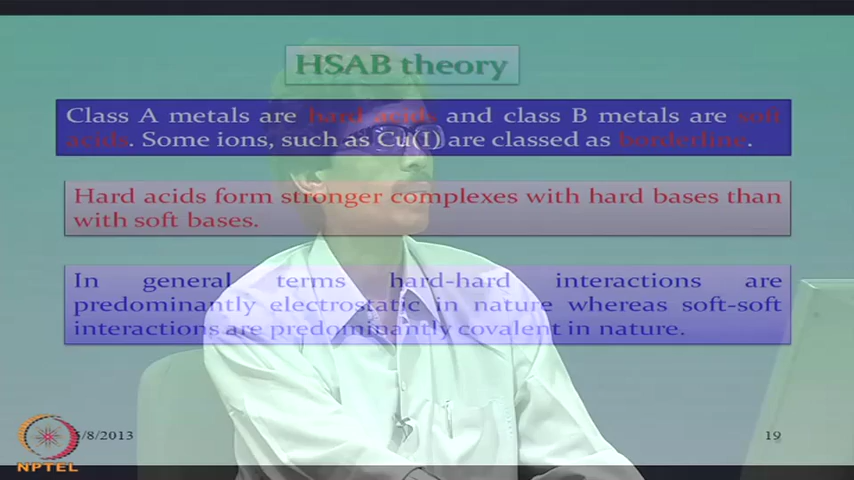 HSAB theory
Class A metals are hard acids and class B metals are soft
acids. Some ions, such as Cu(I) are classed as borderline.
Hard acids form stronger complexes with hard bases than
with soft bases.
In general terms hard-hard interactions are
predominantly electrostatic in nature whereas soft-soft
interactions are predominantly covalent in nature.
5/8/2013
19
NPTEL